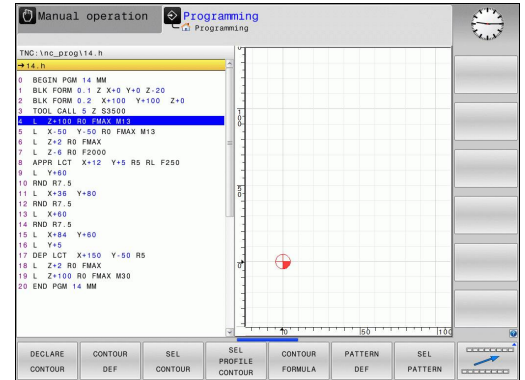 Manual operation
Programming
Programming
TNC:\nc_prog\14.h
→14.h
0 BEGIN PGM 14 MM
1 BLK FORM 0.1 Z X+0 Y+0 Z-20
2 BLK FORM 0.2 X+100 Y+100 Z+0
3 TOOL CALL 5 Z S3500
4 L Z+100 R0 FMAX M13
5 L X-50 Y-50 R0 FMAX M13
6 L Z+2 R0 FMAX
7 L Z-6 R0 F2000
8 APPR LCT X+12 Y+5 R5 RL F250
9 L Y+60
10 RND R7.5
11 L X+36 Y+80
12 RND R7.5
13 L X+60
14 RND R7.5
15 L X+84 Y+60
16 L Y+5
17 DEP LCT X+150 Y-50 R5
18 L Z+2 R0 FMAX
19 L Z+100 R0 FMAX M30
20 END PGM 14 MM
100
50
0
0
50
100
DECLARE CONTOUR
CONTOUR DEF
SEL CONTOUR
SEL PROFILE CONTOUR
CONTOUR FORMULA
PATTERN DEF
SEL PATTERN